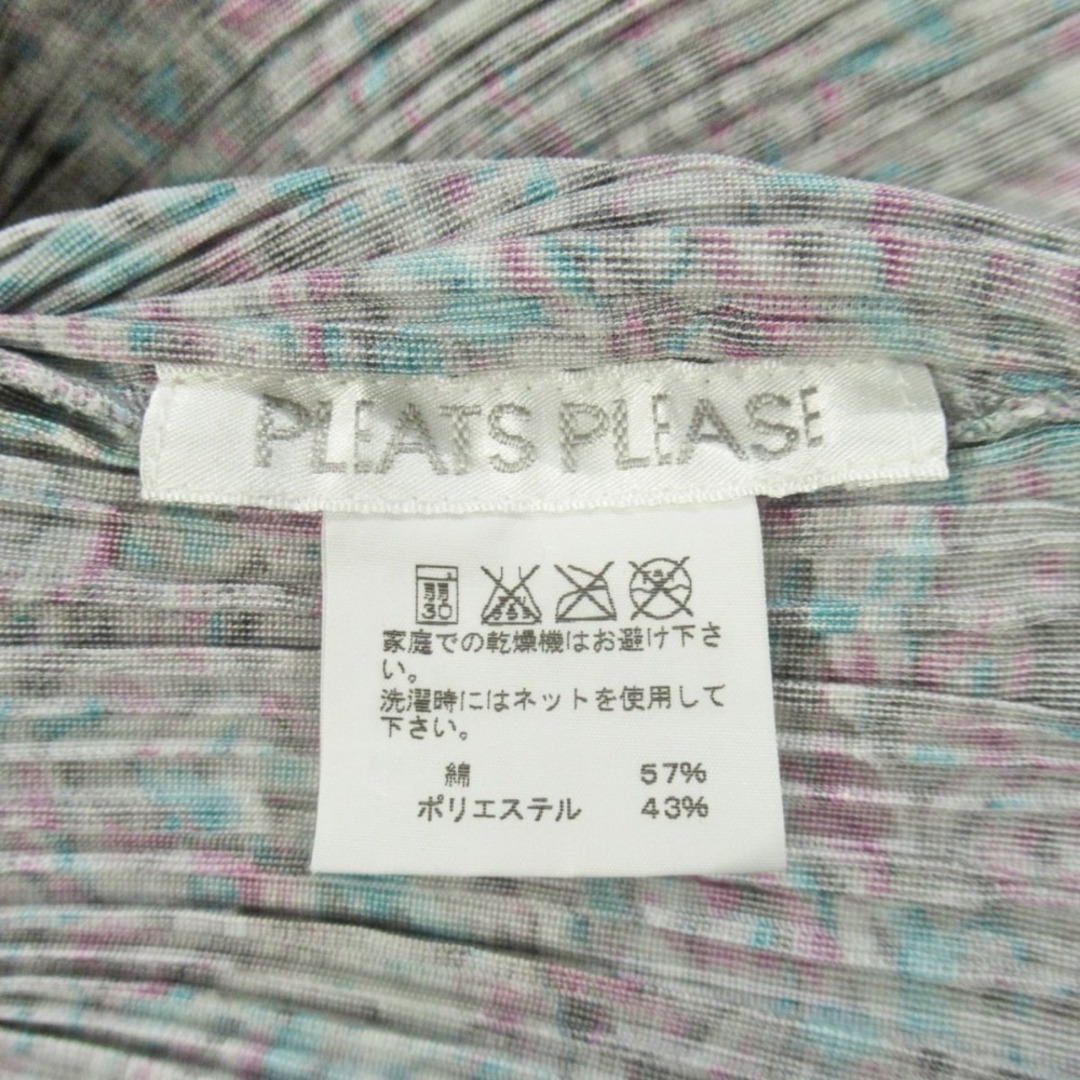 PLEATS PLEASE
弱
30
家庭での乾燥機はお避け下さ
い。
洗濯時にはネットを使用して
下さい。
綿 57%
ポリエステル 43%